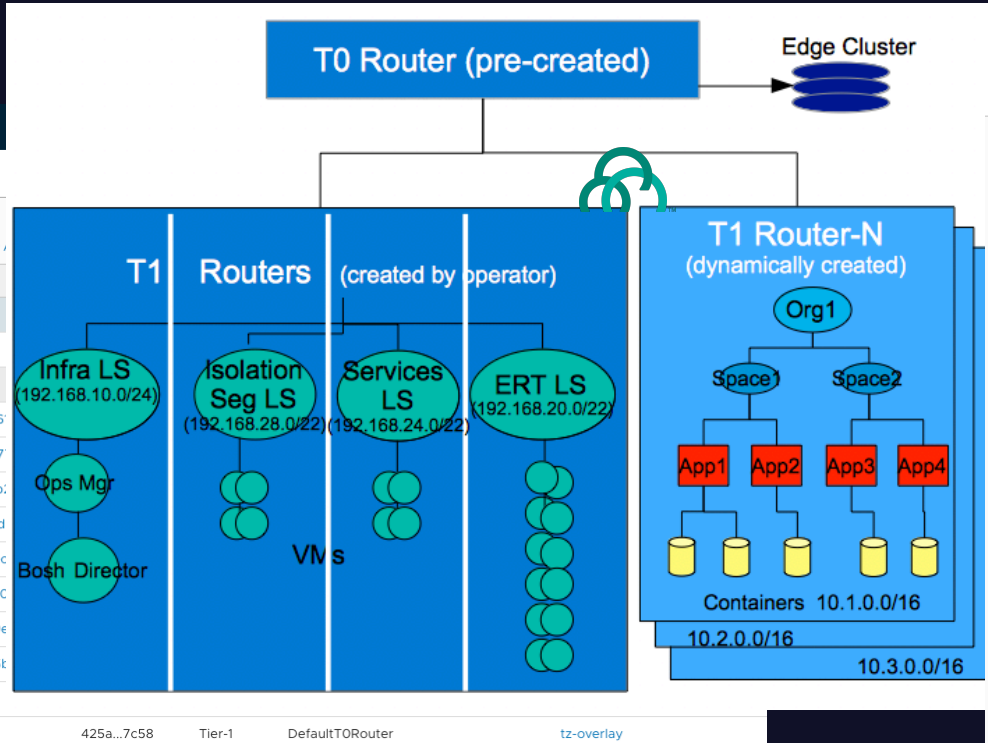 T0 Router (pre-created)
Edge Cluster
T1 Routers (created by operator)
T1 Router-N
(dynamically created)
Org1
Space1
Space2
App1
App2
App3
App4
Containers 10.1.0.0/16
10.2.0.0/16
10.3.0.0/16
Infra LS
(192.168.10.0/24)
Isolation
Seg LS
(192.168.28.0/22)
Services
LS
(192.168.24.0/22)
ERT LS
(192.168.20.0/22)
Ops Mgr
Bosh Director
VMs
425a...7c58 Tier-1 DefaultT0Router tz-overlay